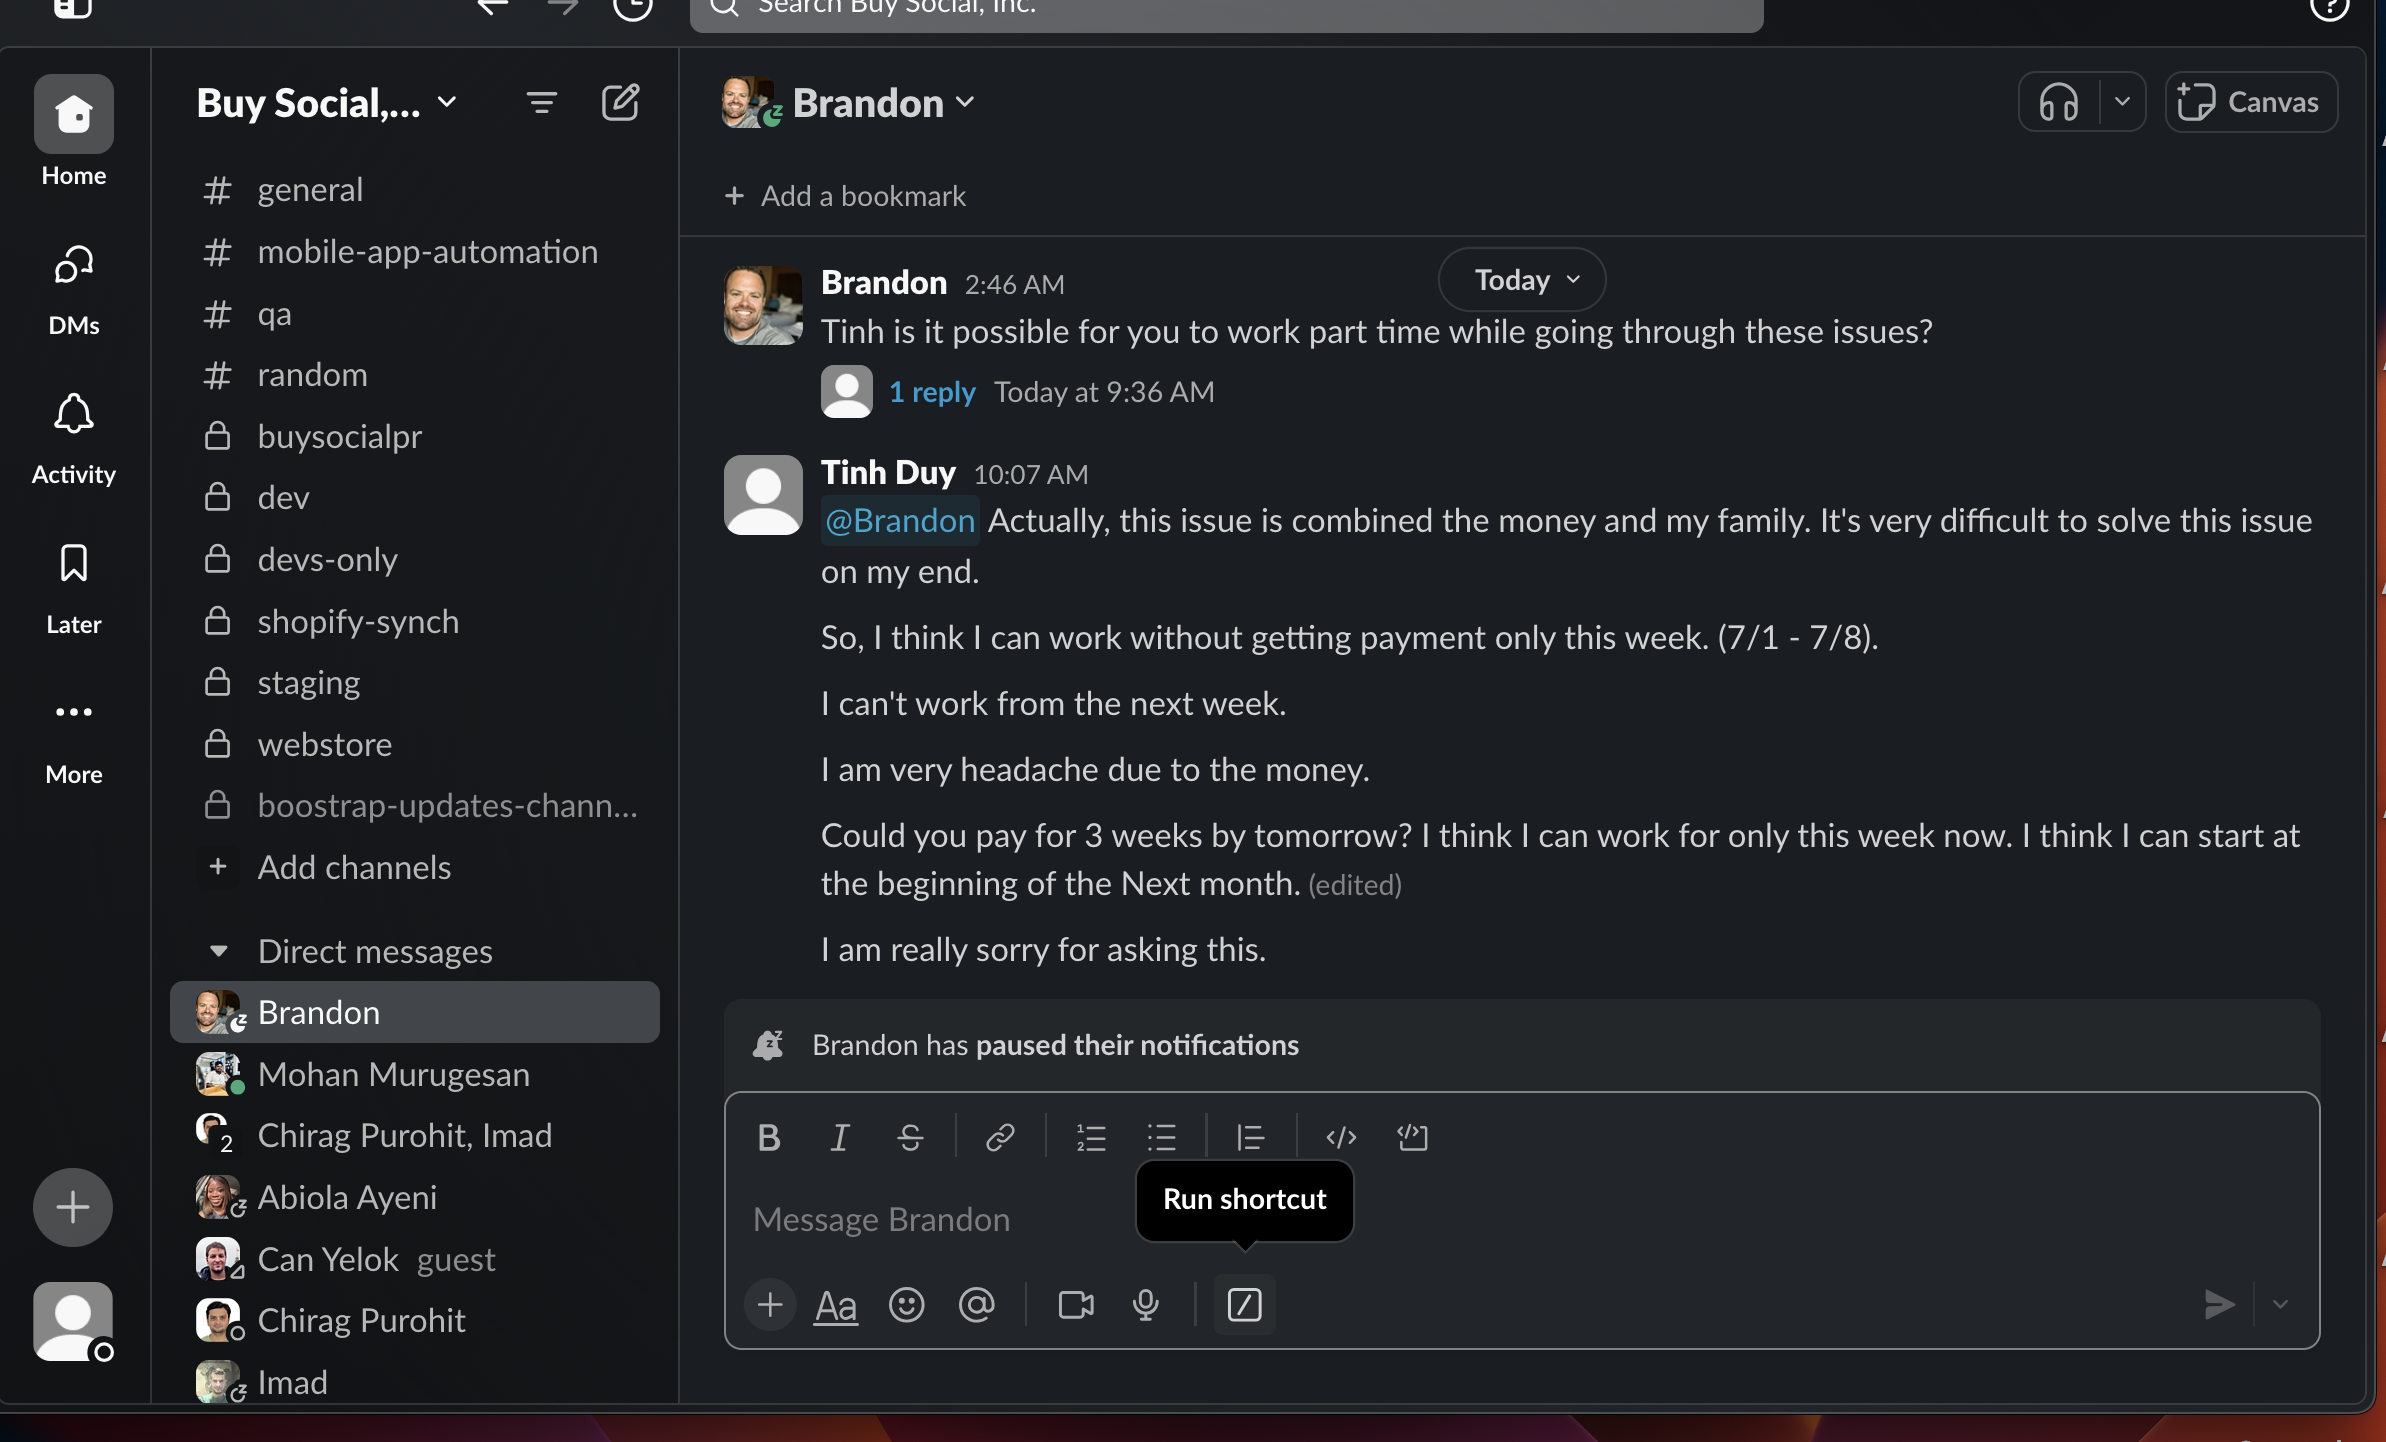 Search Buy Social, Inc.
Buy Social,...
Home
DMs
Activity
Later
More
general
mobile-app-automation
qa
random
buysocialpr
dev
devs-only
shopify-synch
staging
webstore
boostrap-updates-chann...
Add channels
Direct messages
Brandon
Mohan Murugesan
2
Chirag Purohit, Imad
Abiola Ayeni
Can Yelok guest
Chirag Purohit
Imad
Brandon
Canvas
+ Add a bookmark
Today
Brandon 2:46 AM
Tinh is it possible for you to work part time while going through these issues?
1 reply Today at 9:36 AM
Tinh Duy 10:07 AM
@Brandon Actually, this issue is combined the money and my family. It's very difficult to solve this issue
on my end.
So, I think I can work without getting payment only this week. (7/1 - 7/8).
I can't work from the next week.
I am very headache due to the money.
Could you pay for 3 weeks by tomorrow? I think I can work for only this week now. I think I can start at
the beginning of the Next month. (edited)
I am really sorry for asking this.
Brandon has paused their notifications
Run shortcut
Message Brandon
Aa